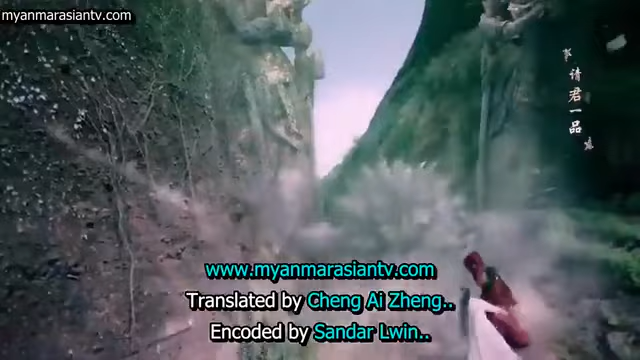 myanmarasiantv.com
请君一品
www.myanmarasiantv.com
Translated by Cheng Ai Zheng..
Encoded by Sandar Lwin..